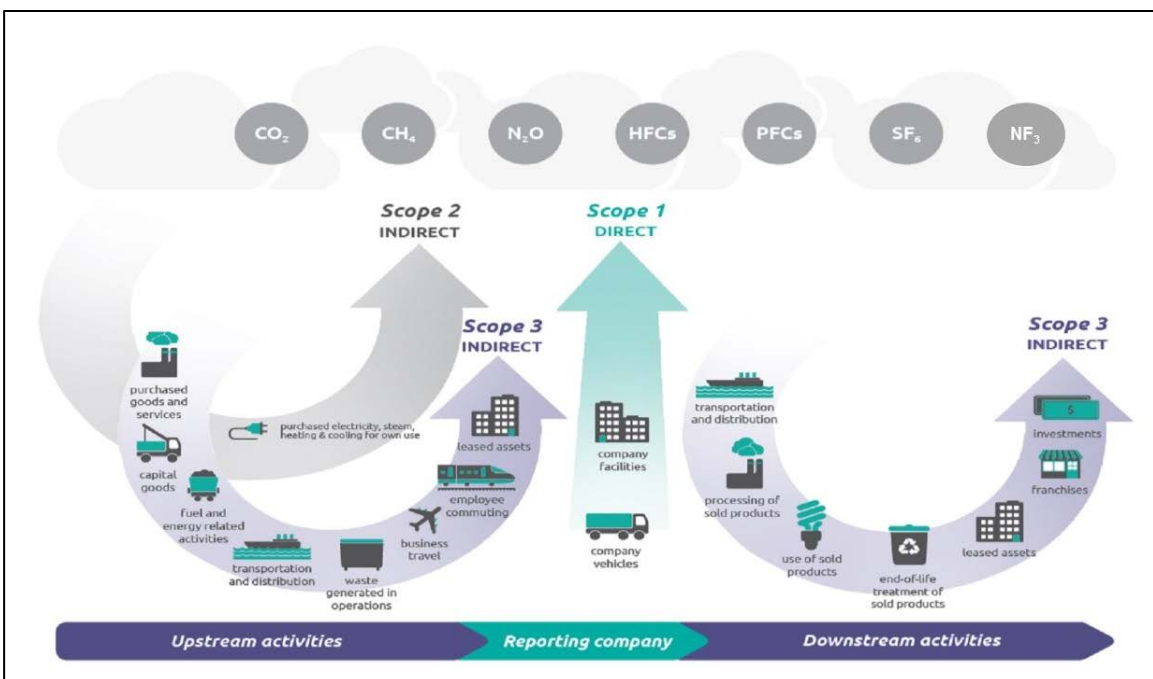 CO₂
CH₄
N₂O
HFCs
PFCs
SF₆
NF₃
Scope 2
INDIRECT
Scope 1
DIRECT
Scope 3
INDIRECT
Scope 3
INDIRECT
purchased
goods and
services
capital
goods
fuel and
energy related
activities
purchased electricity, steam,
heating & cooling for own use
transportation
and distribution
waste
generated in
operations
business
travel
employee
commuting
leased assets
company
facilities
company
vehicles
transportation
and distribution
processing of
sold products
use of sold
products
end-of-life
treatment of
sold products
leased assets
franchises
$
investments
Upstream activities
Reporting company
Downstream activities